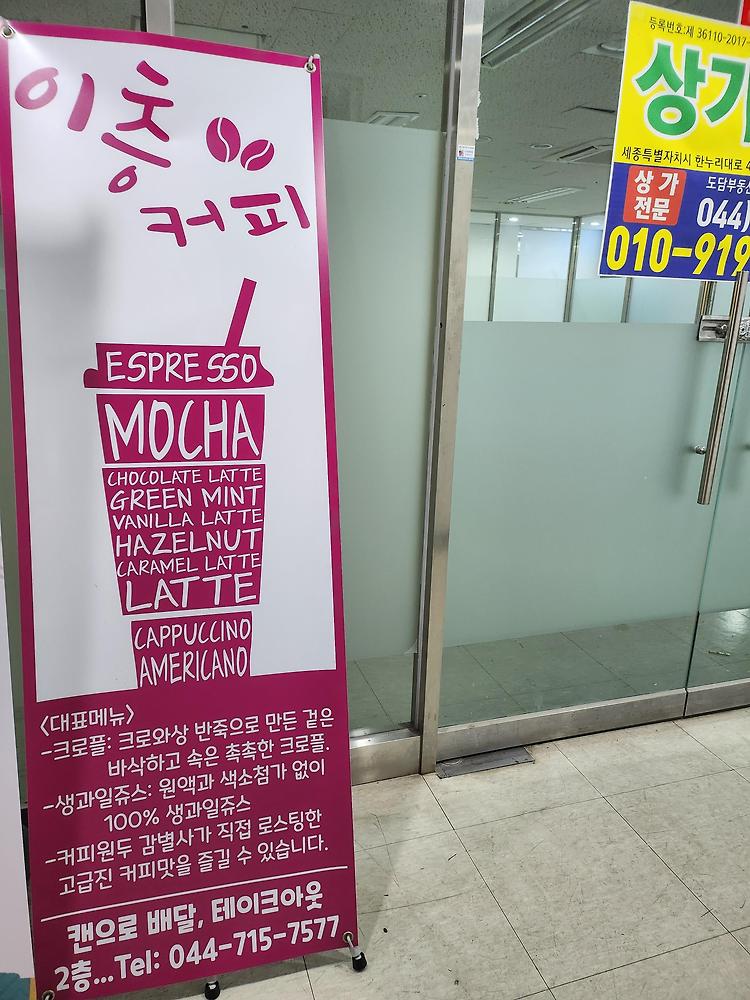 이층
커피
ESPRESSO
MOCHA
CHOCOLATE LATTE
GREEN MINT
VANILLA LATTE
HAZELNUT
CARAMEL LATTE
LATTE
CAPPUCCINO
AMERICANO
<대표메뉴>
-크로플: 크로와상 반죽으로 만든 겉은
바삭하고 속은 촉촉한 크로플.
-생과일쥬스: 원액과 색소첨가 없이
100% 생과일쥬스
-커피원두 감별사가 직접 로스팅한
고급진 커피맛을 즐길 수 있습니다.
캔으로 배달, 테이크아웃
2층...Tel: 044-715-7577
등록번호:제 36110-2017-
상가
세종특별자치시 한누리대로 4
상가
전문
도담부동산
044)
010-919